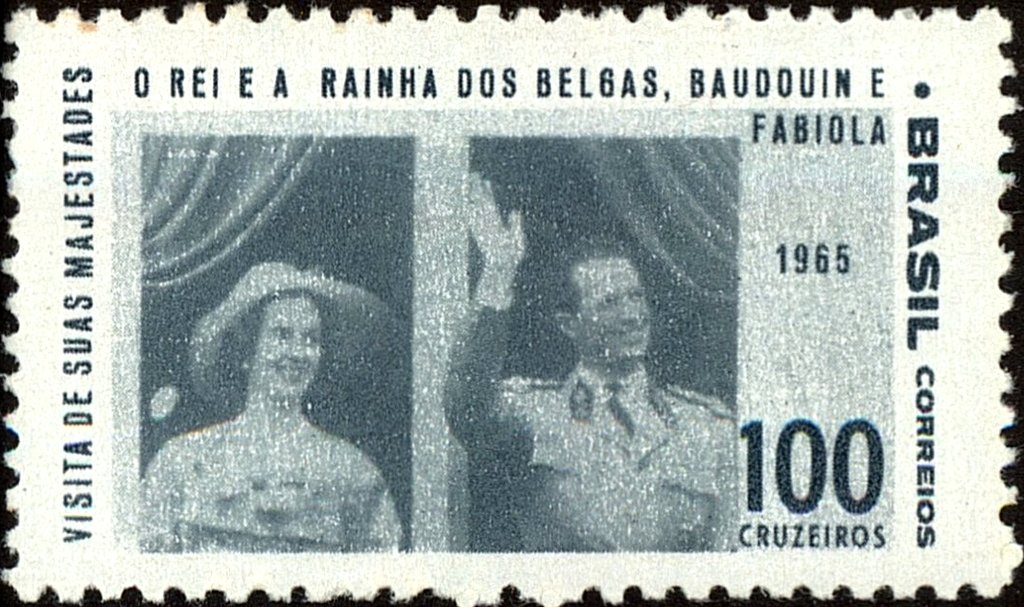 VISITA DE SUAS MAJESTADES
O REI E A RAINHA DOS BELGAS, BAUDOUIN E
FABIOLA
1965
100
CRUZEIROS
• BRASIL CORREIOS